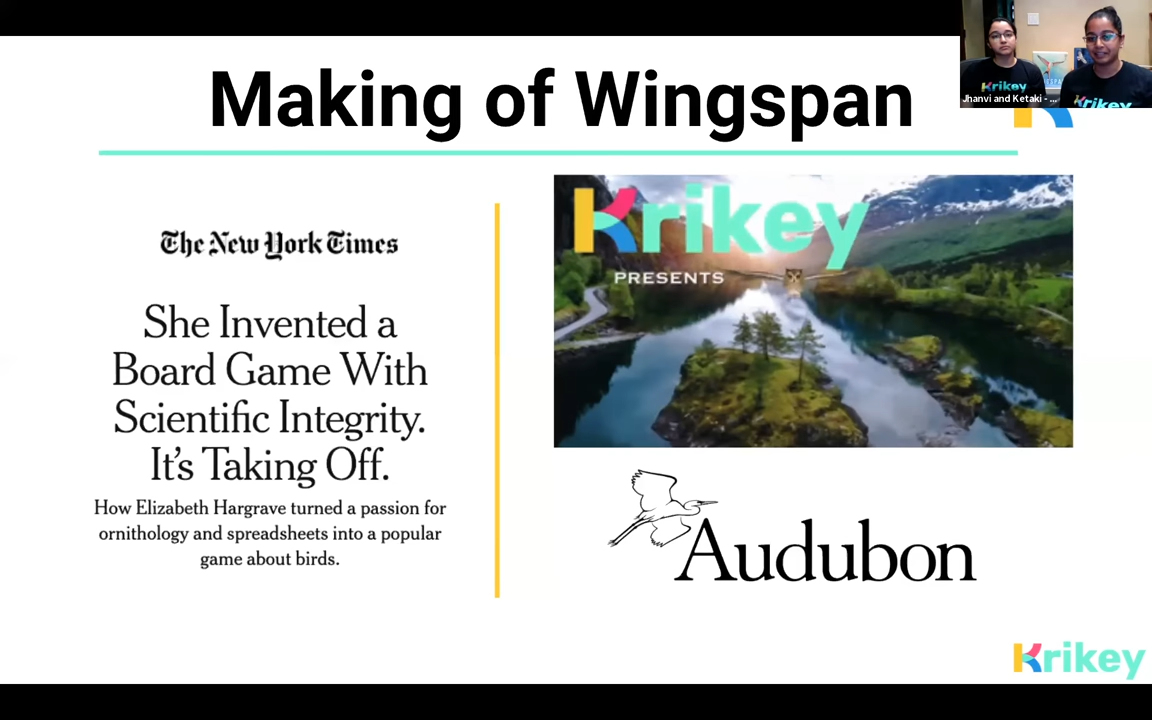 Making of Wingspan
Krikey
Krikey
Jhanvi and Ketaki - ...
The New York Times
She Invented a
Board Game With
Scientific Integrity.
It's Taking Off.
How Elizabeth Hargrave turned a passion for
ornithology and spreadsheets into a popular
game about birds.
Krikey
PRESENTS
Audubon
Krikey